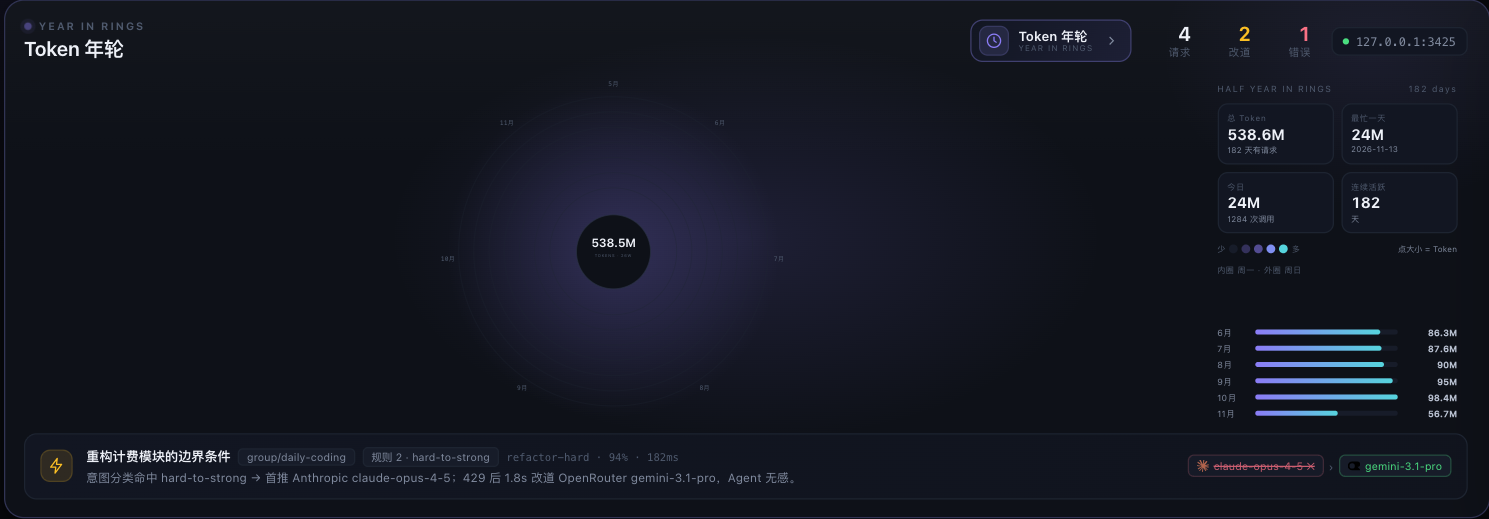 YEAR IN RINGS
Token 年轮
Token 年轮
YEAR IN RINGS
4
请求
2
改道
1
错误
127.0.0.1:3425
5月
11月
6月
10月
7月
9月
8月
538.5M
TOKENS · 26W
HALF YEAR IN RINGS
182 days
总 Token
538.6M
182 天有请求
最忙一天
24M
2026-11-13
今日
24M
1284 次调用
连续活跃
182
天
少
多
点大小 = Token
内圈 周一 · 外圈 周日
6月 86.3M
7月 87.6M
8月 90M
9月 95M
10月 98.4M
11月 56.7M
重构计费模块的边界条件 group/daily-coding 规则 2 · hard-to-strong refactor-hard · 94% · 182ms
意图分类命中 hard-to-strong → 首推 Anthropic claude-opus-4-5；429 后 1.8s 改道 OpenRouter gemini-3.1-pro，Agent 无感。
claude-opus-4-5 ✕ › gemini-3.1-pro